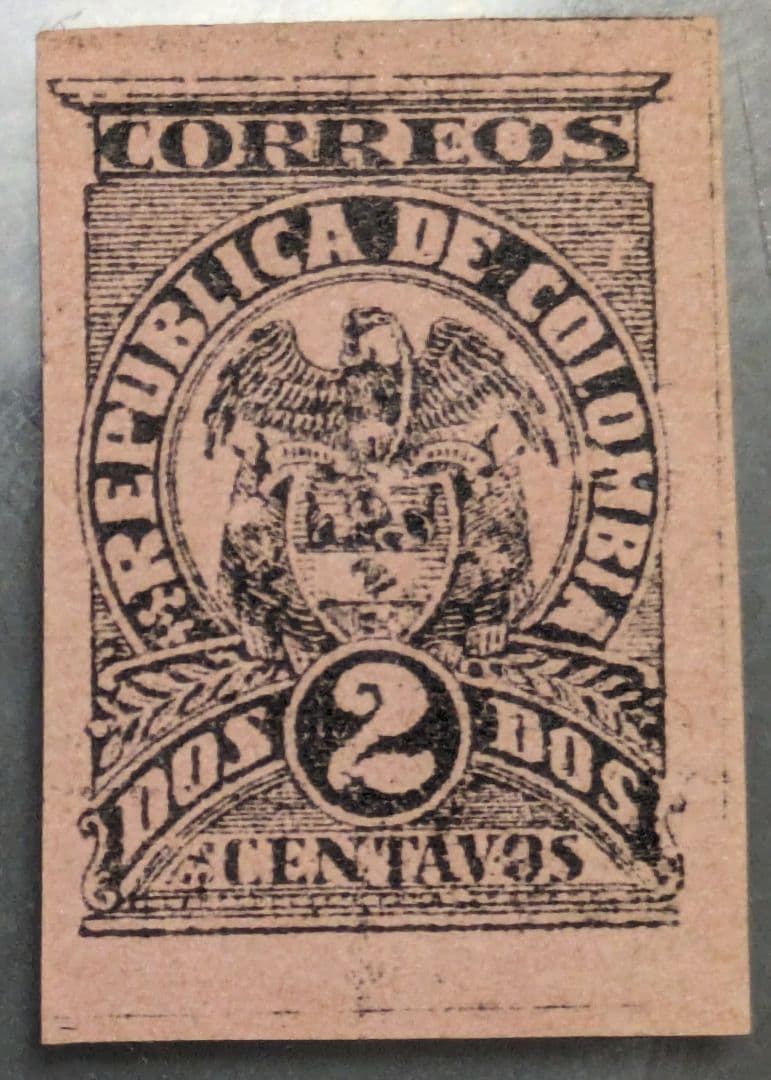 CORREOS
REPUBLICA DE COLOMBIA
2
DOS DOS
CENTAVOS